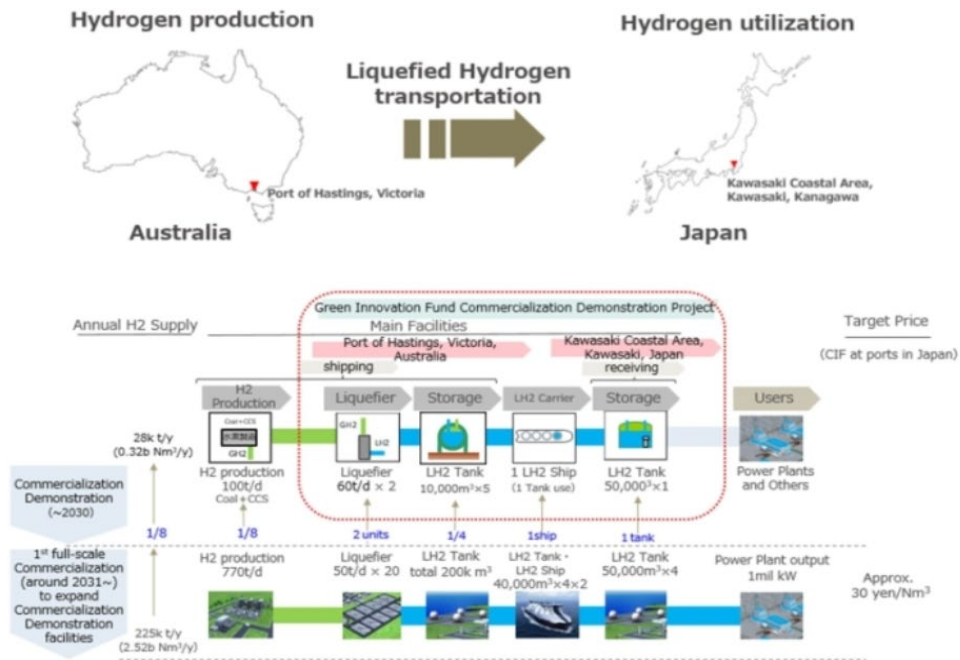 Hydrogen production
Hydrogen utilization
Liquefied Hydrogen
transportation
Port of Hastings, Victoria
Kawasaki Coastal Area,
Kawasaki, Kanagawa
Australia
Japan
Green Innovation Fund Commercialization Demonstration Project
Annual H2 Supply
Main Facilities
Target Price
Port of Hastings, Victoria,
Australia
Kawasaki Coastal Area,
Kawasaki, Japan
(CIF at ports in Japan)
shipping
receiving
H2
Production
Liquefier
Storage
LH2 Carrier
Storage
Users
Coal+CCS
水素製造
GH2
GH2
LH2
28k t/y
(0.32b Nm³/y)
H2 production
100t/d
Coal+CCS
Liquefier
60t/d × 2
LH2 Tank
10,000m³×5
1 LH2 Ship
(1 Tank use)
LH2 Tank
50,000³×1
Power Plants
and Others
Commercialization
Demonstration
(~2030)
1/8
1/8
2 units
1/4
1ship
1 tank
1st full-scale
Commercialization
(around 2031~)
to expand
Commercialization
Demonstration
facilities
H2 production
770t/d
Liquefier
50t/d × 20
LH2 Tank
total 200k m³
LH2 Tank・
LH2 Ship
40,000m³×4×2
LH2 Tank
50,000m³×4
Power Plant output
1mil kW
Approx.
30 yen/Nm³
225k t/y
(2.52b Nm³/y)